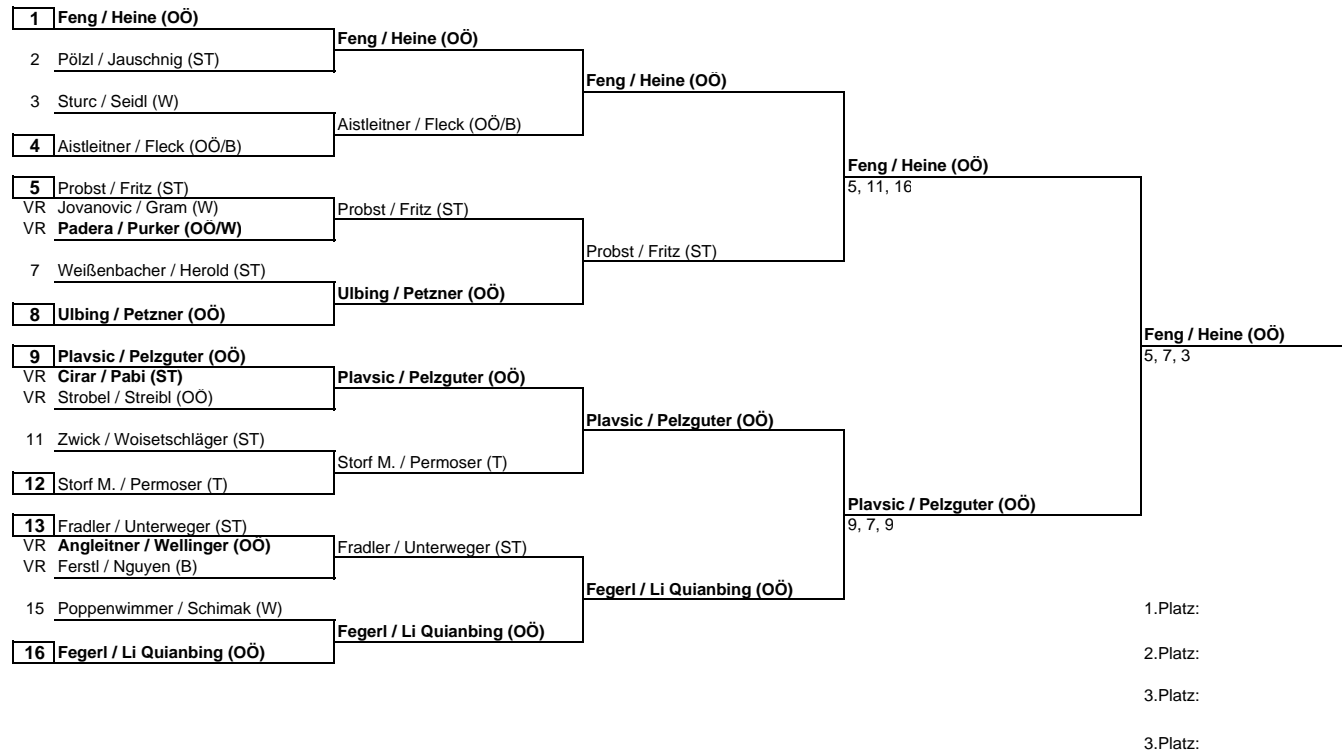 1 Feng / Heine (OÖ)
Feng / Heine (OÖ)
2 Pölzl / Jauschnig (ST)
Feng / Heine (OÖ)
3 Sturc / Seidl (W)
Aistleitner / Fleck (OÖ/B)
4 Aistleitner / Fleck (OÖ/B)
Feng / Heine (OÖ)
5, 11, 16
5 Probst / Fritz (ST)
VR Jovanovic / Gram (W)
Probst / Fritz (ST)
VR Padera / Purker (OÖ/W)
Probst / Fritz (ST)
7 Weißenbacher / Herold (ST)
Ulbing / Petzner (OÖ)
8 Ulbing / Petzner (OÖ)
Feng / Heine (OÖ)
5, 7, 3
9 Plavsic / Pelzguter (OÖ)
VR Cirar / Pabi (ST)
Plavsic / Pelzguter (OÖ)
VR Strobel / Streibl (OÖ)
Plavsic / Pelzguter (OÖ)
11 Zwick / Woisetschläger (ST)
Storf M. / Permoser (T)
12 Storf M. / Permoser (T)
Plavsic / Pelzguter (OÖ)
9, 7, 9
13 Fradler / Unterweger (ST)
VR Angleitner / Wellinger (OÖ)
Fradler / Unterweger (ST)
VR Ferstl / Nguyen (B)
Fegerl / Li Quianbing (OÖ)
15 Poppenwimmer / Schimak (W)
Fegerl / Li Quianbing (OÖ)
16 Fegerl / Li Quianbing (OÖ)
1.Platz:
2.Platz:
3.Platz:
3.Platz: